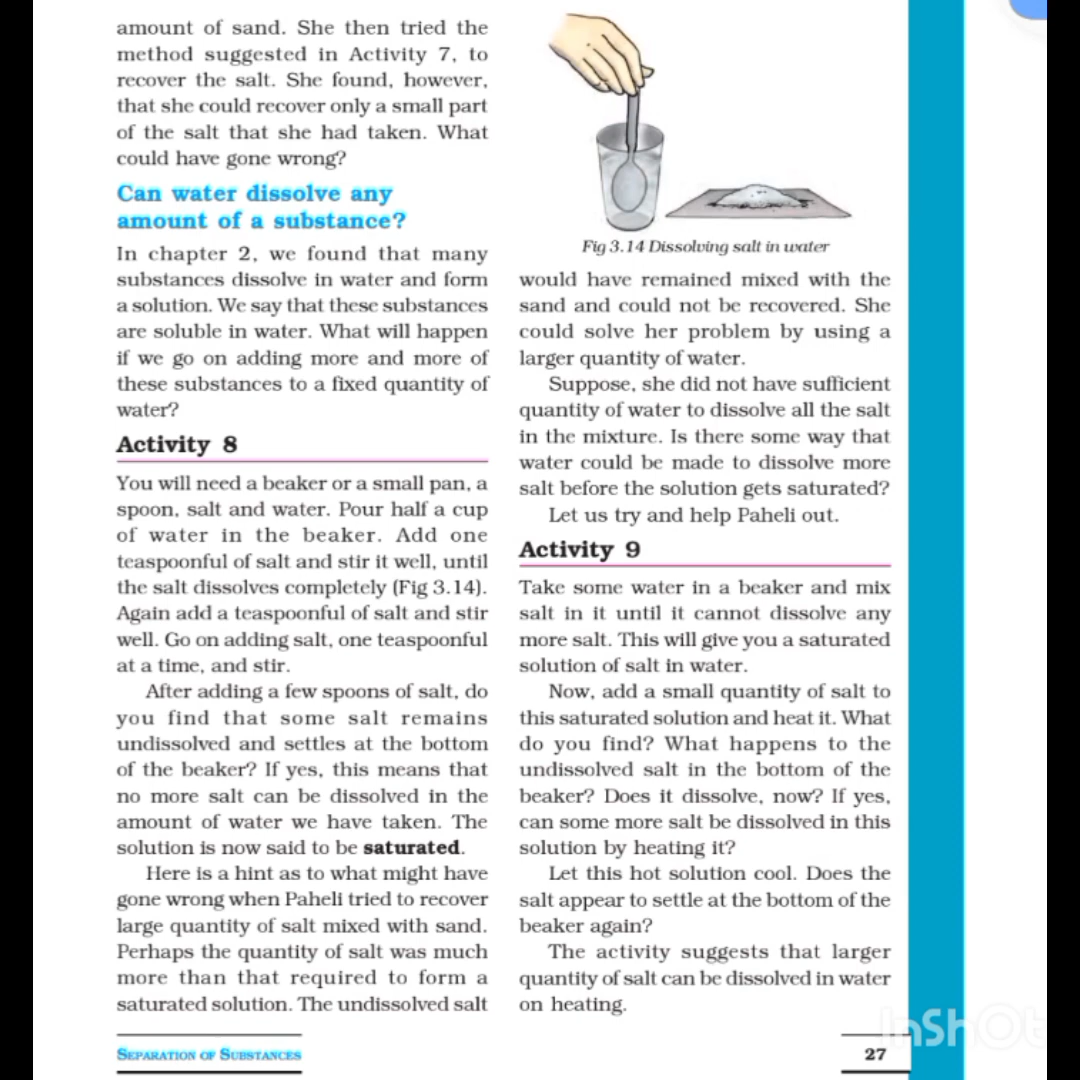 amount of sand. She then tried the
method suggested in Activity 7, to
recover the salt. She found, however,
that she could recover only a small part
of the salt that she had taken. What
could have gone wrong?
Can water dissolve any
amount of a substance?
In chapter 2, we found that many
substances dissolve in water and form
a solution. We say that these substances
are soluble in water. What will happen
if we go on adding more and more of
these substances to a fixed quantity of
water?
Activity 8
You will need a beaker or a small pan, a
spoon, salt and water. Pour half a cup
of water in the beaker. Add one
teaspoonful of salt and stir it well, until
the salt dissolves completely (Fig 3.14).
Again add a teaspoonful of salt and stir
well. Go on adding salt, one teaspoonful
at a time, and stir.
After adding a few spoons of salt, do
you find that some salt remains
undissolved and settles at the bottom
of the beaker? If yes, this means that
no more salt can be dissolved in the
amount of water we have taken. The
solution is now said to be saturated.
Here is a hint as to what might have
gone wrong when Paheli tried to recover
large quantity of salt mixed with sand.
Perhaps the quantity of salt was much
more than that required to form a
saturated solution. The undissolved salt
Fig 3.14 Dissolving salt in water
would have remained mixed with the
sand and could not be recovered. She
could solve her problem by using a
larger quantity of water.
Suppose, she did not have sufficient
quantity of water to dissolve all the salt
in the mixture. Is there some way that
water could be made to dissolve more
salt before the solution gets saturated?
Let us try and help Paheli out.
Activity 9
Take some water in a beaker and mix
salt in it until it cannot dissolve any
more salt. This will give you a saturated
solution of salt in water.
Now, add a small quantity of salt to
this saturated solution and heat it. What
do you find? What happens to the
undissolved salt in the bottom of the
beaker? Does it dissolve, now? If yes,
can some more salt be dissolved in this
solution by heating it?
Let this hot solution cool. Does the
salt appear to settle at the bottom of the
beaker again?
The activity suggests that larger
quantity of salt can be dissolved in water
on heating.
SEPARATION OF SUBSTANCES
27
InShOt